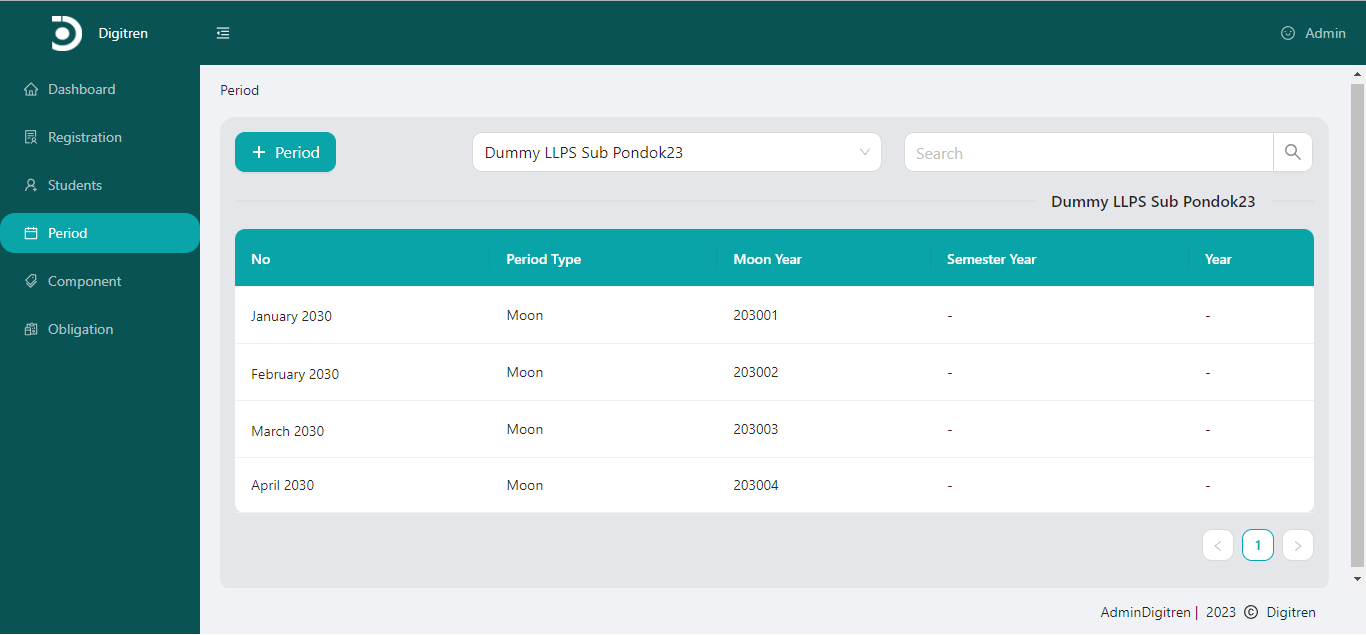 Digitren
Admin
Dashboard
Registration
Students
Period
Component
Obligation
Period
+ Period
Dummy LLPS Sub Pondok23
Search
Dummy LLPS Sub Pondok23
No Period Type Moon Year Semester Year Year
January 2030 Moon 203001 - -
February 2030 Moon 203002 - -
March 2030 Moon 203003 - -
April 2030 Moon 203004 - -
< 1 >
AdminDigitren | 2023 © Digitren